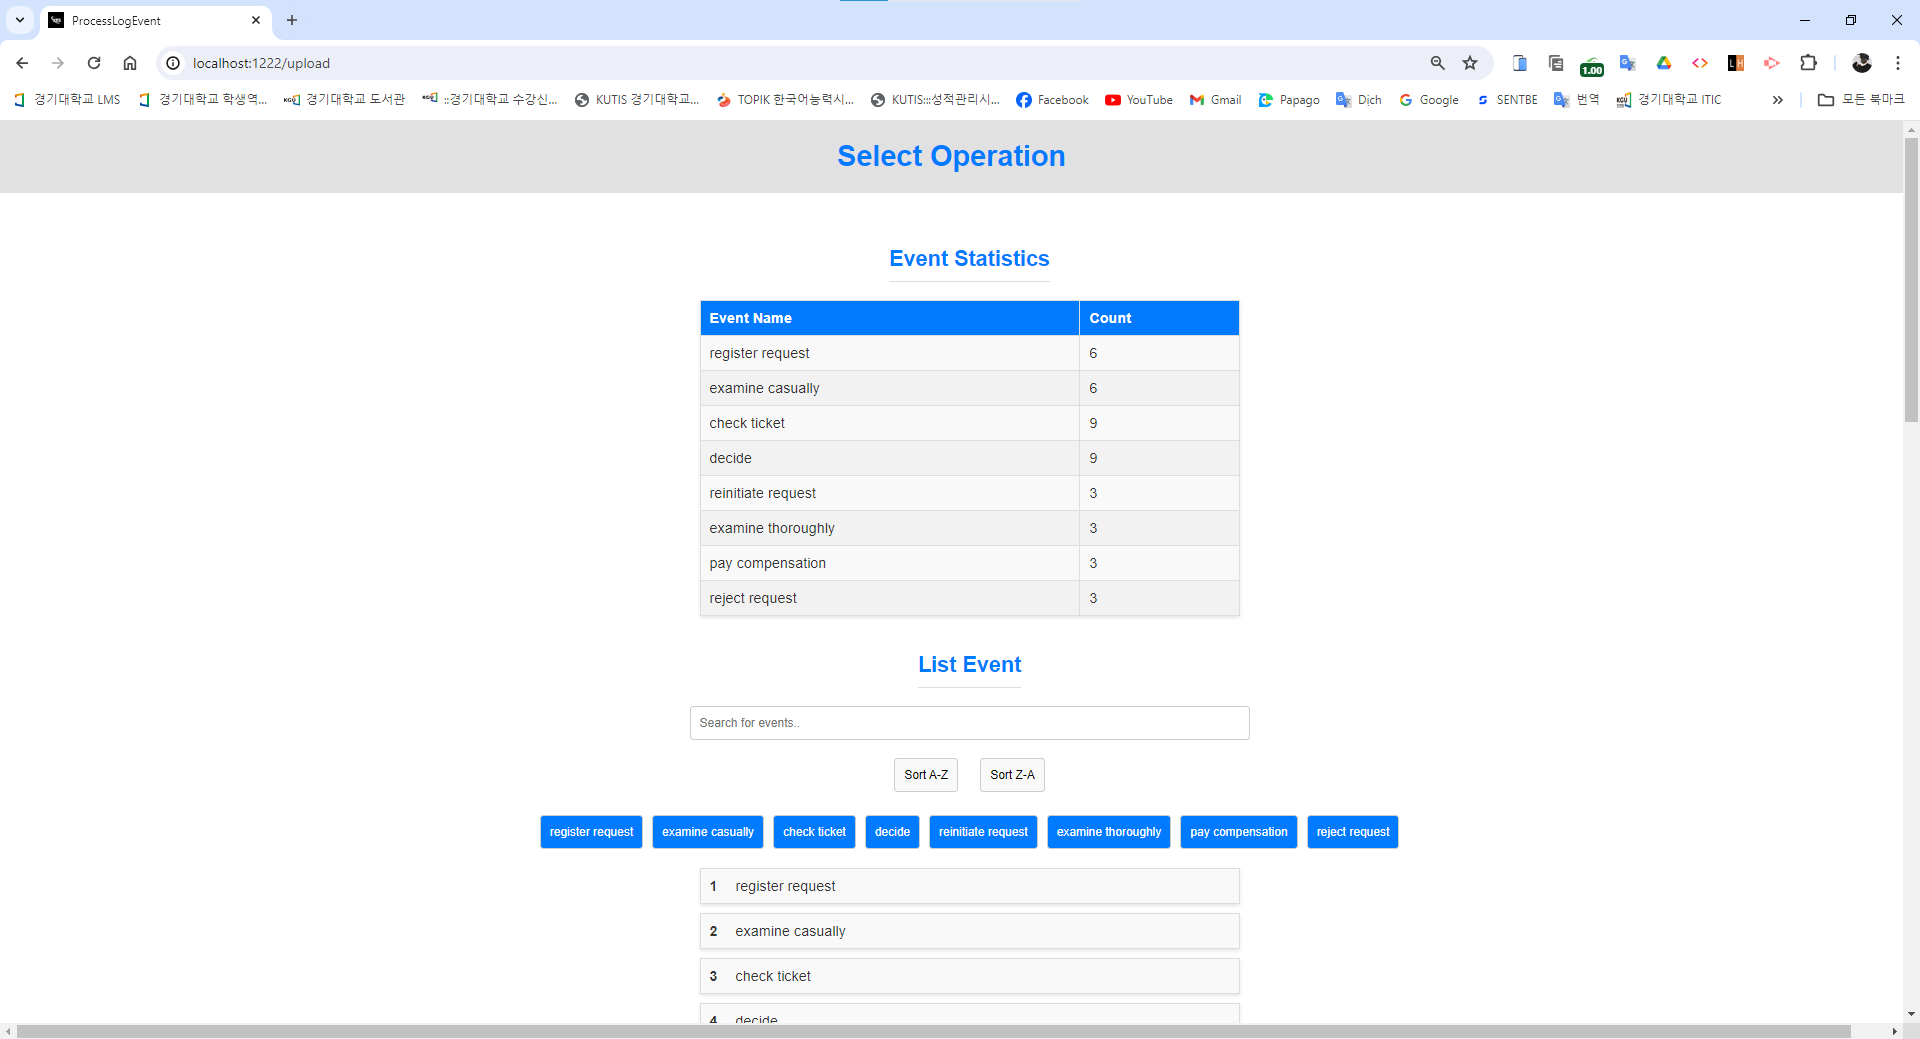 ProcessLogEvent
localhost:1222/upload
1.00
경기대학교 LMS
경기대학교 학생역...
경기대학교 도서관
::경기대학교 수강신...
KUTIS 경기대학교...
TOPIK 한국어능력시...
KUTIS:::성적관리시...
Facebook
YouTube
Gmail
Papago
Dịch
Google
SENTBE
번역
경기대학교 ITIC
모든 북마크
Select Operation
Event Statistics
Event Name Count
register request 6
examine casually 6
check ticket 9
decide 9
reinitiate request 3
examine thoroughly 3
pay compensation 3
reject request 3
List Event
Search for events..
Sort A-Z Sort Z-A
register request examine casually check ticket decide reinitiate request examine thoroughly pay compensation reject request
1 register request
2 examine casually
3 check ticket
4 decide